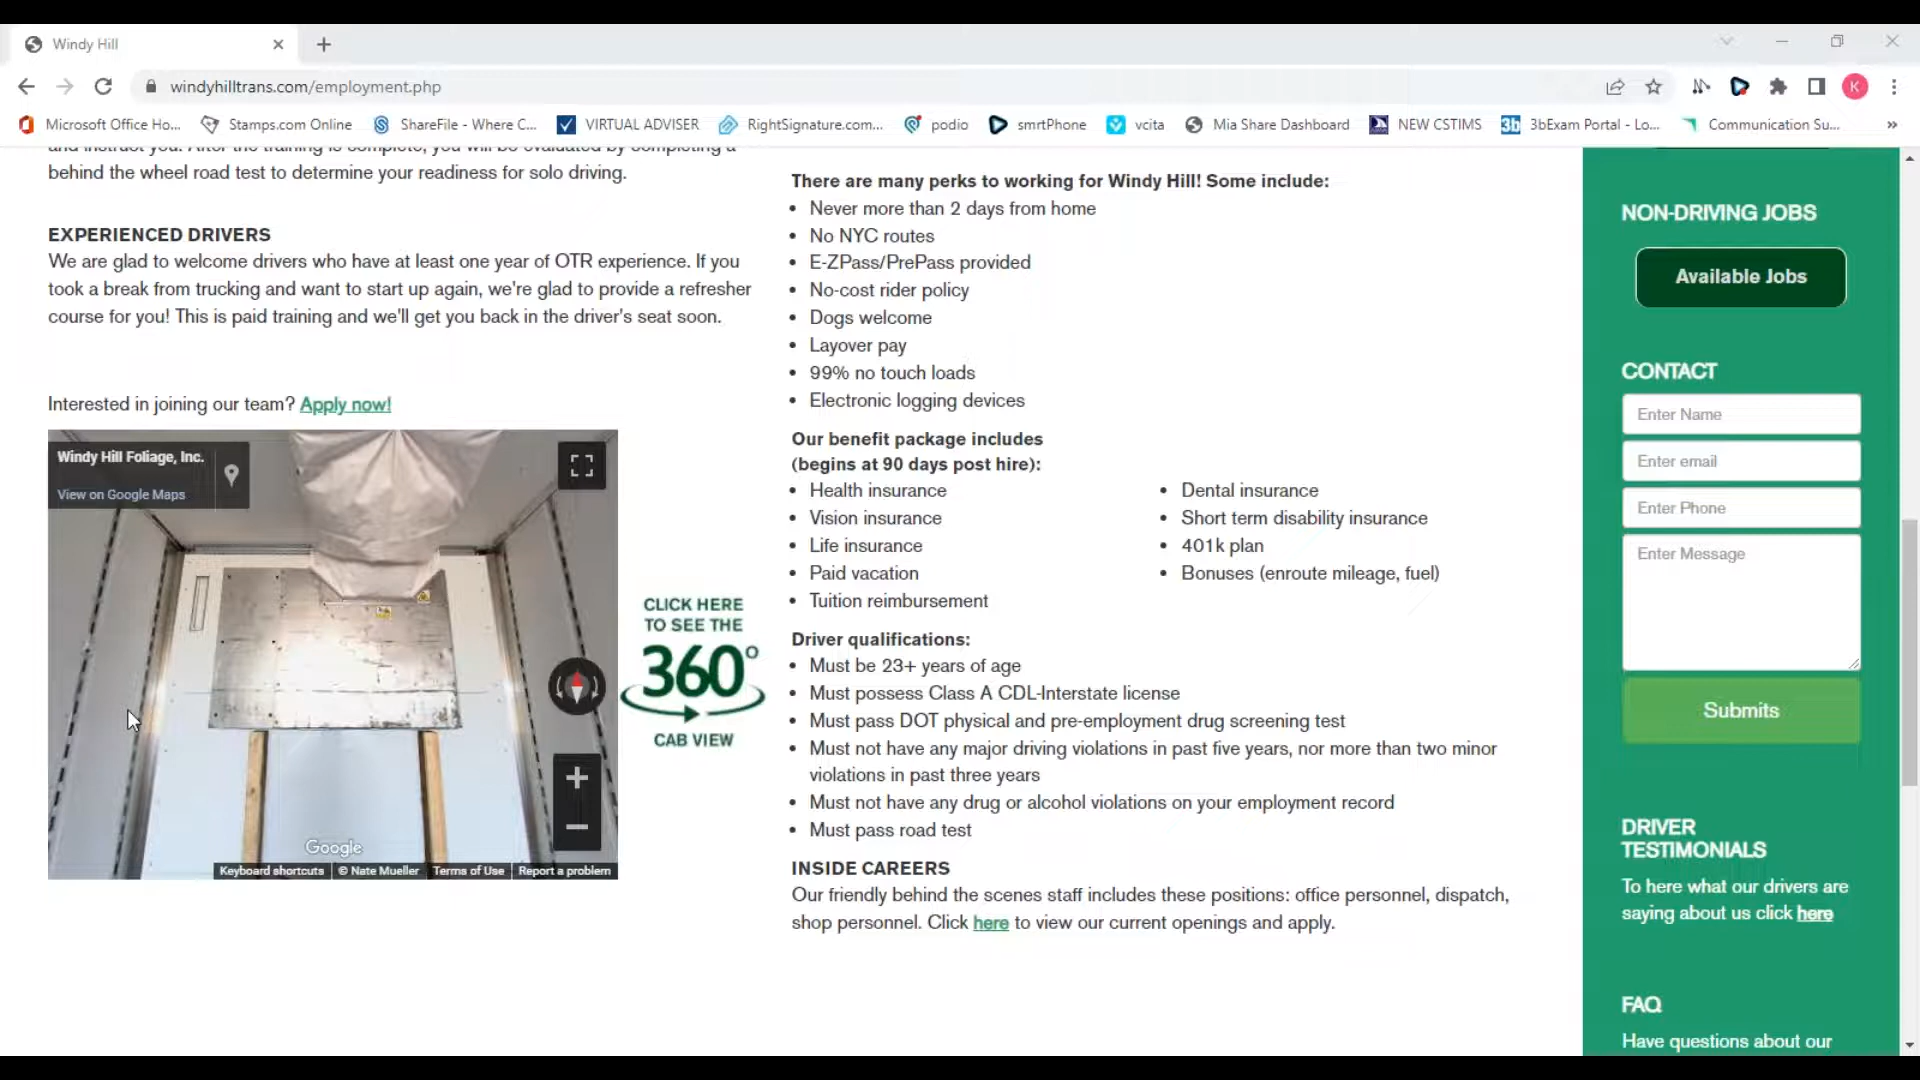 Windy Hill
windyhilltrans.com/employment.php
K
Microsoft Office Ho...
Stamps.com Online
ShareFile - Where C...
VIRTUAL ADVISER
RightSignature.com...
podio
smrtPhone
vcita
Mia Share Dashboard
NEW CSTIMS
3b 3bExam Portal - Lo...
Communication Su...
»
and instruct you. After the training is complete, you will be evaluated by completing a
behind the wheel road test to determine your readiness for solo driving.
EXPERIENCED DRIVERS
We are glad to welcome drivers who have at least one year of OTR experience. If you
took a break from trucking and want to start up again, we're glad to provide a refresher
course for you! This is paid training and we'll get you back in the driver's seat soon.
Interested in joining our team? Apply now!
Windy Hill Foliage, Inc.
View on Google Maps
Google
Keyboard shortcuts
© Nate Mueller
Terms of Use
Report a problem
CLICK HERE
TO SEE THE
360°
CAB VIEW
There are many perks to working for Windy Hill! Some include:
• Never more than 2 days from home
• No NYC routes
• E-ZPass/PrePass provided
• No-cost rider policy
• Dogs welcome
• Layover pay
• 99% no touch loads
• Electronic logging devices
Our benefit package includes
(begins at 90 days post hire):
• Health insurance
• Vision insurance
• Life insurance
• Paid vacation
• Tuition reimbursement
• Dental insurance
• Short term disability insurance
• 401k plan
• Bonuses (enroute mileage, fuel)
Driver qualifications:
• Must be 23+ years of age
• Must possess Class A CDL-Interstate license
• Must pass DOT physical and pre-employment drug screening test
• Must not have any major driving violations in past five years, nor more than two minor
violations in past three years
• Must not have any drug or alcohol violations on your employment record
• Must pass road test
INSIDE CAREERS
Our friendly behind the scenes staff includes these positions: office personnel, dispatch,
shop personnel. Click here to view our current openings and apply.
NON-DRIVING JOBS
Available Jobs
CONTACT
Enter Name
Enter email
Enter Phone
Enter Message
Submits
DRIVER
TESTIMONIALS
To here what our drivers are
saying about us click here
FAQ
Have questions about our